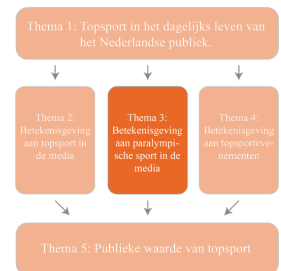 Thema 1: Topsport in het dagelijks leven van
het Nederlandse publiek.
Thema 2:
Betekenisgeving
aan topsport in
de media
Thema 3:
Betekenisgeving
aan paralympi-
sche sport in de
media
Thema 4:
Betekenisgeving
aan topsporteve-
nementen
Thema 5: Publieke waarde van topsport